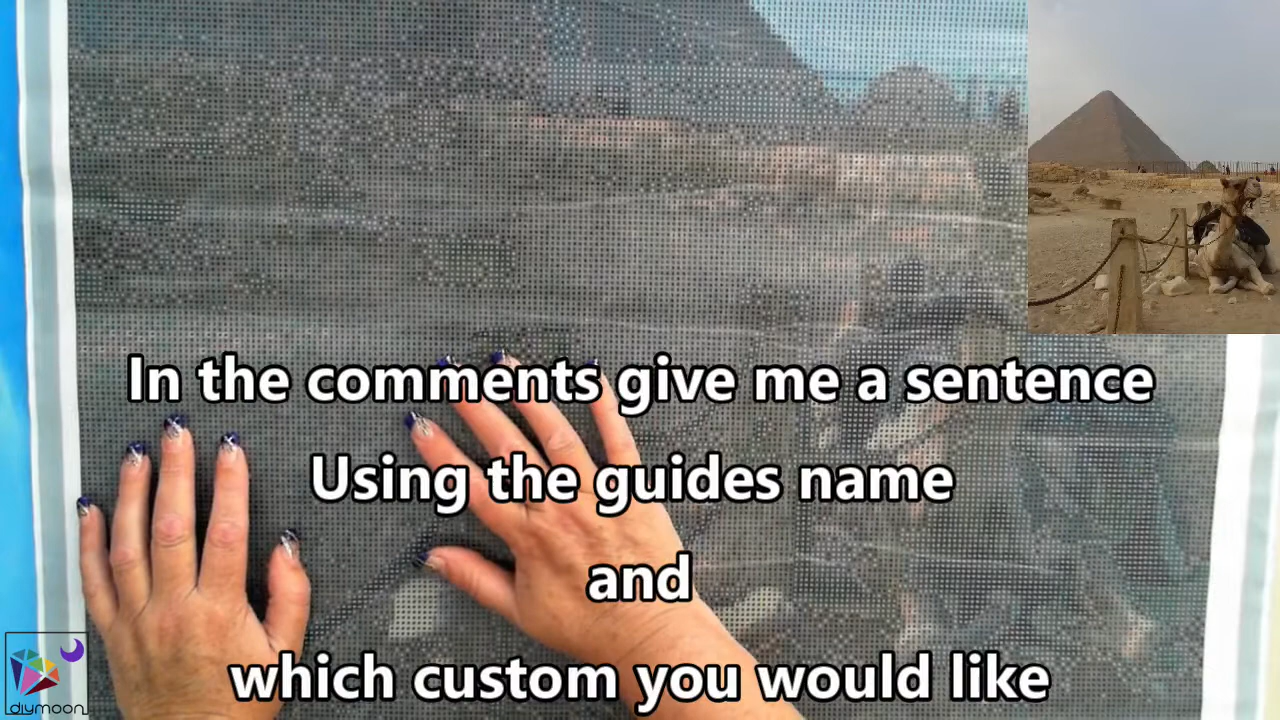 In the comments give me a sentence
Using the guides name
and
which custom you would like
diymoon